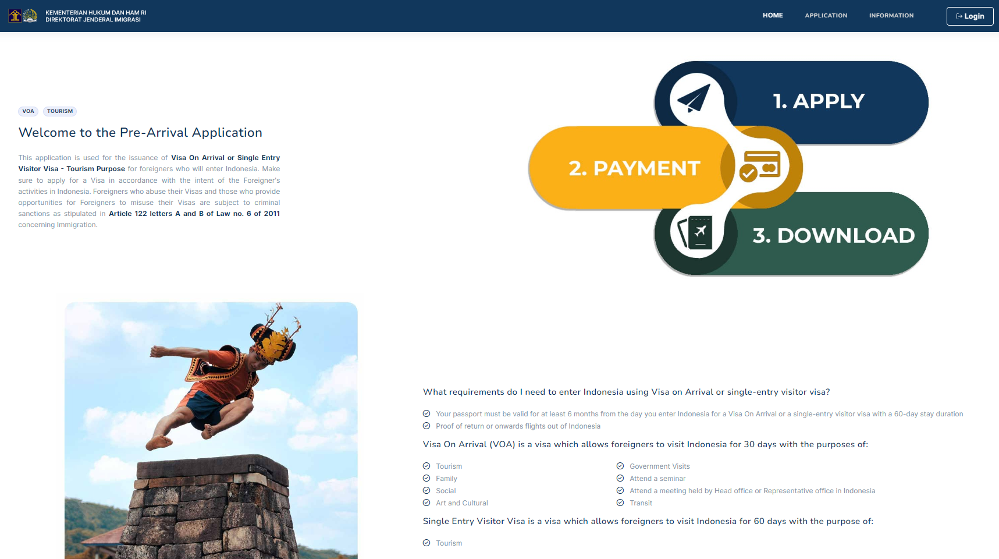 KEMENTERIAN HUKUM DAN HAM RI
DIREKTORAT JENDERAL IMIGRASI
HOME
APPLICATION
INFORMATION
Login
VOA
TOURISM
Welcome to the Pre-Arrival Application
This application is used for the issuance of Visa On Arrival or Single Entry
Visitor Visa - Tourism Purpose for foreigners who will enter Indonesia. Make
sure to apply for a Visa in accordance with the intent of the Foreigner's
activities in Indonesia. Foreigners who abuse their Visas and those who provide
opportunities for Foreigners to misuse their Visas are subject to criminal
sanctions as stipulated in Article 122 letters A and B of Law no. 6 of 2011
concerning Immigration.
1. APPLY
2. PAYMENT
3. DOWNLOAD
What requirements do I need to enter Indonesia using Visa on Arrival or single-entry visitor visa?
Your passport must be valid for at least 6 months from the day you enter Indonesia for a Visa On Arrival or a single-entry visitor visa with a 60-day stay duration
Proof of return or onwards flights out of Indonesia
Visa On Arrival (VOA) is a visa which allows foreigners to visit Indonesia for 30 days with the purposes of:
Tourism
Family
Social
Art and Cultural
Government Visits
Attend a seminar
Attend a meeting held by Head office or Representative office in Indonesia
Transit
Single Entry Visitor Visa is a visa which allows foreigners to visit Indonesia for 60 days with the purpose of:
Tourism